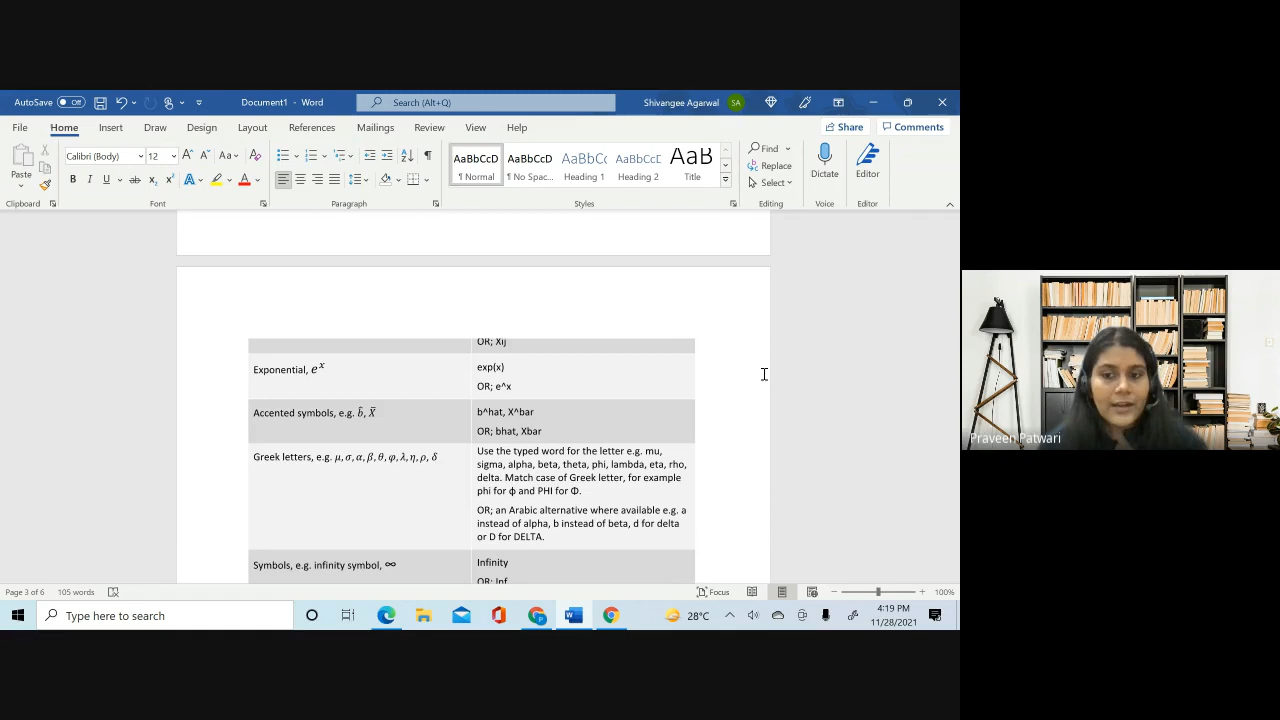 AutoSave Off Document1 - Word Search (Alt+Q) Shivangee Agarwal SA
File Home Insert Draw Design Layout References Mailings Review View Help Share Comments
Paste Calibri (Body) 12 Aa AaBbCcD AaBbCcD AaBbCc AaBbCcD AaB Find Replace Select Dictate Editor
B I U ab x₂ x² A A ¶ Normal ¶ No Spac... Heading 1 Heading 2 Title
Clipboard Font Paragraph Styles Editing Voice Editor
OR; Xij
Exponential, eˣ
exp(x)
OR; e^x
Accented symbols, e.g. b̂, X̄
b^hat, X^bar
OR; bhat, Xbar
Greek letters, e.g. μ, σ, α, β, θ, φ, λ, η, ρ, δ
Use the typed word for the letter e.g. mu,
sigma, alpha, beta, theta, phi, lambda, eta, rho,
delta. Match case of Greek letter, for example
phi for ϕ and PHI for Φ.
OR; an Arabic alternative where available e.g. a
instead of alpha, b instead of beta, d for delta
or D for DELTA.
Symbols, e.g. infinity symbol, ∞
Infinity
OR; Inf
Praveen Patwari
Page 3 of 6 105 words Focus 100%
Type here to search 28°C 4:19 PM
11/28/2021